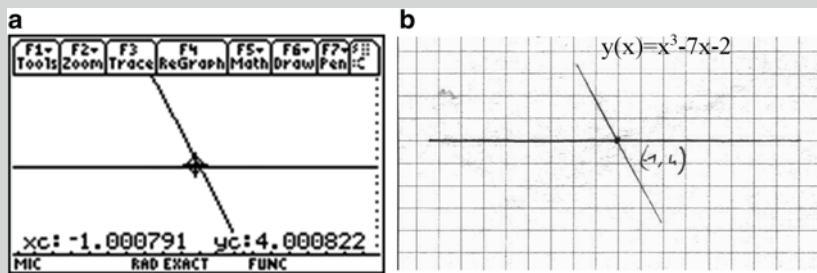 a
F1 F2 F3 F4 F5 F6 F7
Tools Zoom Trace ReGraph Math Draw Pen :C
xc:-1.000791 yc:4.000822
MIC RAD EXACT FUNC
b
y(x)=x³-7x-2
(-1,4)